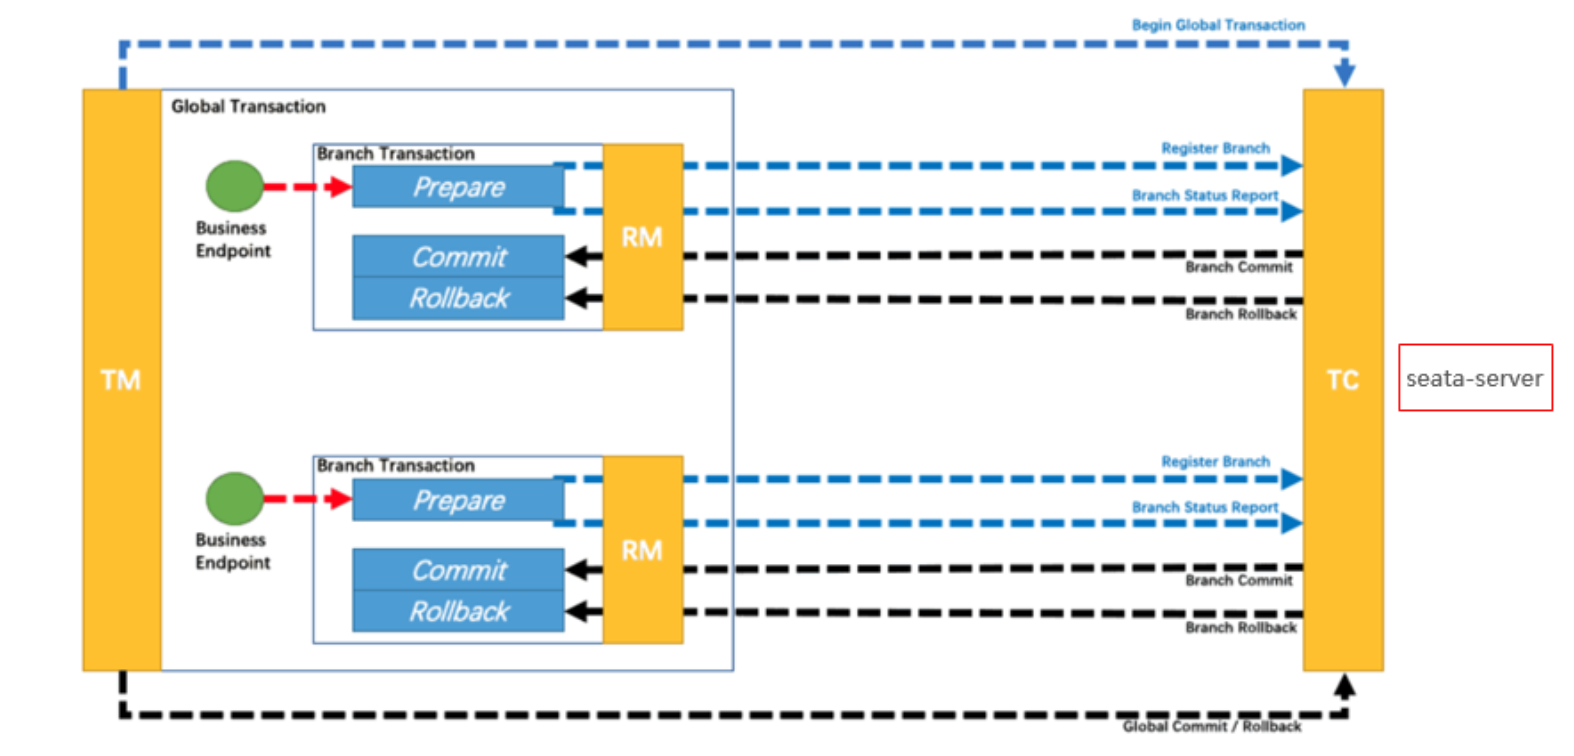 Begin Global Transaction
Global Transaction
Branch Transaction
Register Branch
Prepare
Branch Status Report
Business
Endpoint
RM
Commit
Branch Commit
Rollback
Branch Rollback
TM
TC
seata-server
Branch Transaction
Register Branch
Prepare
Branch Status Report
Business
Endpoint
RM
Commit
Branch Commit
Rollback
Branch Rollback
Global Commit / Rollback